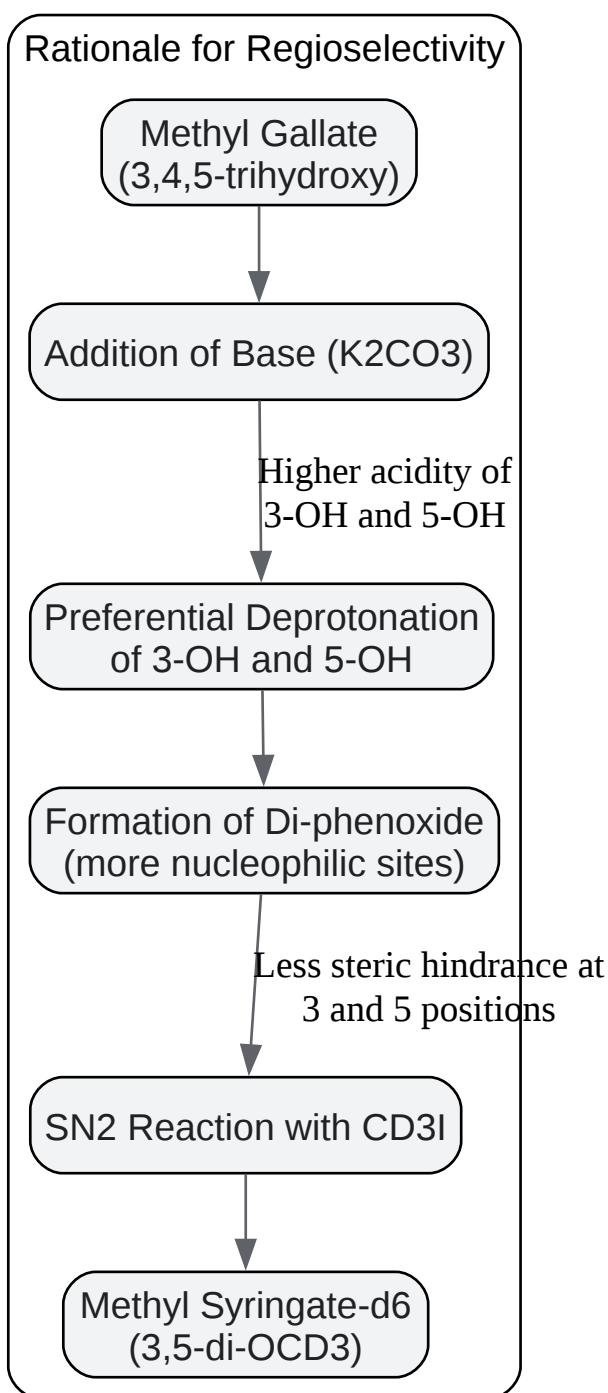 Rationale for Regioselectivity
Methyl Gallate
(3,4,5-trihydroxy)
Addition of Base (K2CO3)
Higher acidity of
3-OH and 5-OH
Preferential Deprotonation
of 3-OH and 5-OH
Formation of Di-phenoxide
(more nucleophilic sites)
Less steric hindrance at
3 and 5 positions
SN2 Reaction with CD3I
Methyl Syringate-d6
(3,5-di-OCD3)